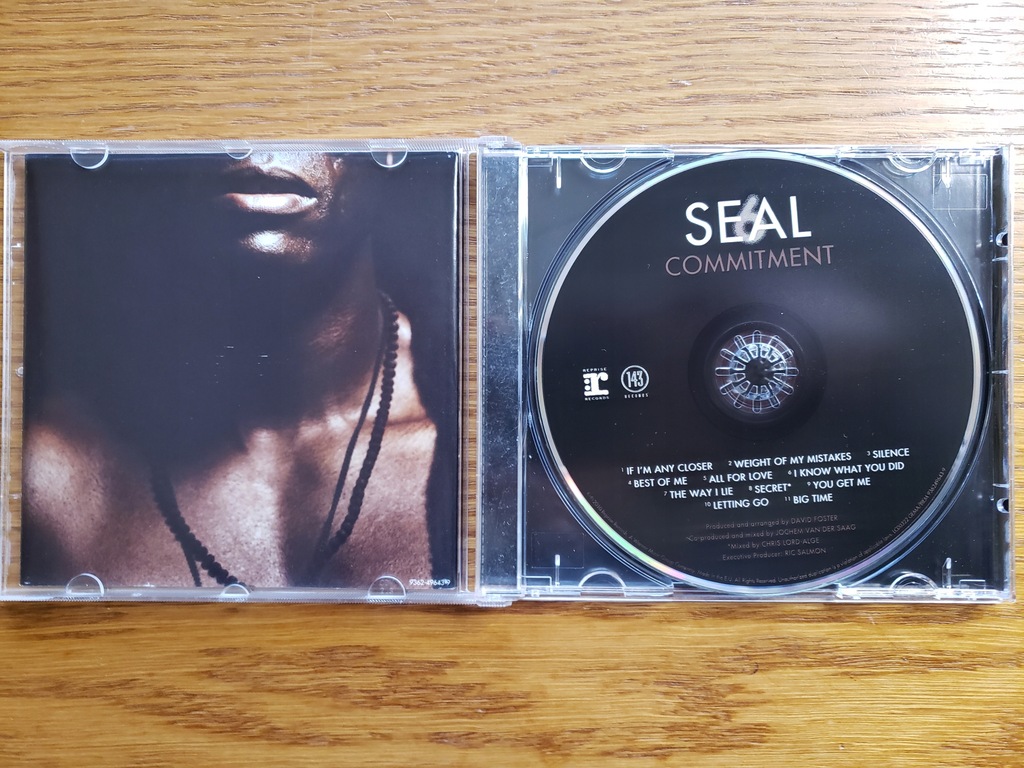 SEAL
6
COMMITMENT
REPRISE
r
RECORDS
143
RECORDS
1 IF I'M ANY CLOSER 2 WEIGHT OF MY MISTAKES 3 SILENCE
4 BEST OF ME 5 ALL FOR LOVE 6 I KNOW WHAT YOU DID
7 THE WAY I LIE 8 SECRET* 9 YOU GET ME
10 LETTING GO 11 BIG TIME
Produced and arranged by DAVID FOSTER
*Co-produced and mixed by JOCHEM VAN DER SAAG
*Mixed by CHRIS LORD-ALGE
Executive Producer: RIC SALMON